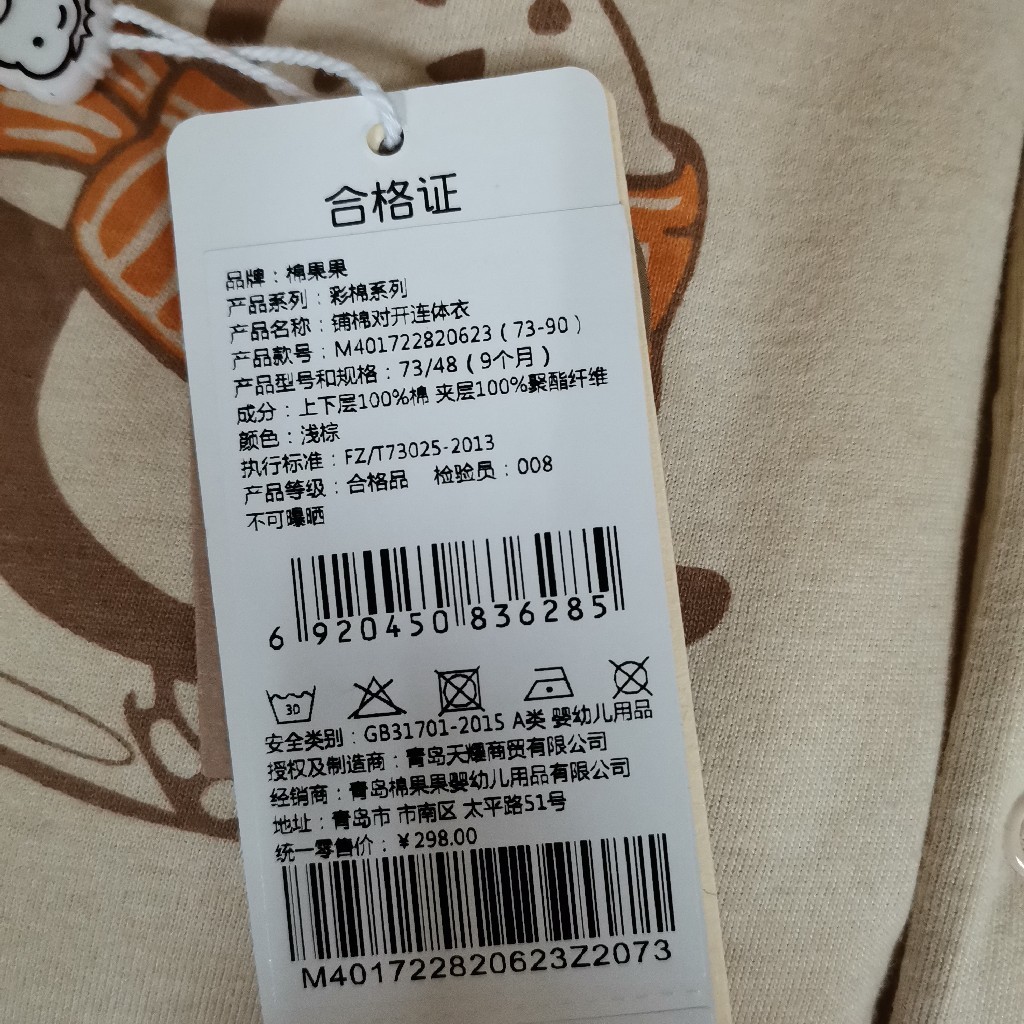 合格证
品牌：棉果果
产品系列：彩棉系列
产品名称：铺棉对开连体衣
产品款号：M401722820623（73-90）
产品型号和规格：73/48（9个月）
成分：上下层100%棉 夹层100%聚酯纤维
颜色：浅棕
执行标准：FZ/T73025-2013
产品等级：合格品 检验员：008
不可曝晒
6 920450 836285
30
安全类别：GB31701-2015 A类 婴幼儿用品
授权及制造商：青岛天耀商贸有限公司
经销商：青岛棉果果婴幼儿用品有限公司
地址：青岛市 市南区 太平路51号
统一零售价：￥298.00
M401722820623Z2073